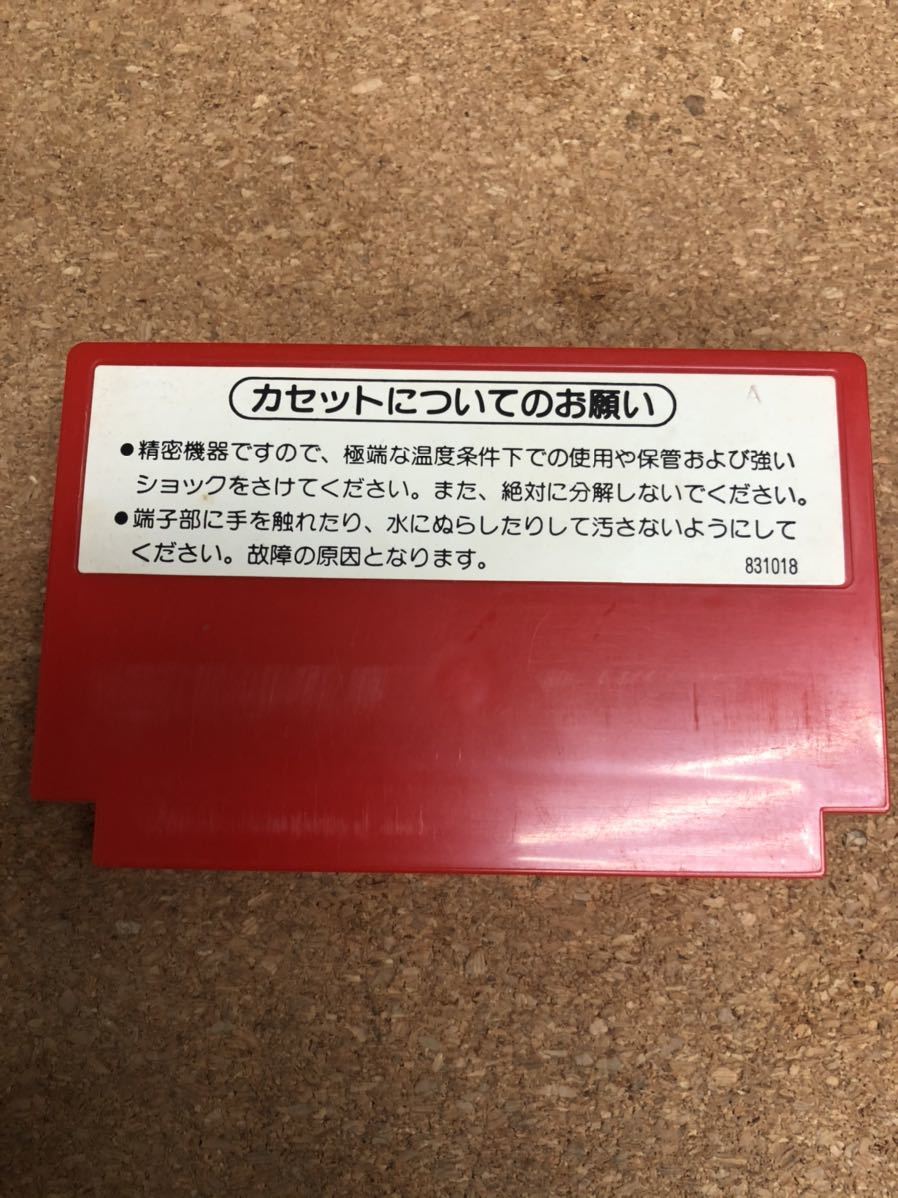 カセットについてのお願い
A
●精密機器ですので、極端な温度条件下での使用や保管および強い
ショックをさけてください。また、絶対に分解しないでください。
●端子部に手を触れたり、水にぬらしたりして汚さないようにして
ください。故障の原因となります。
831018